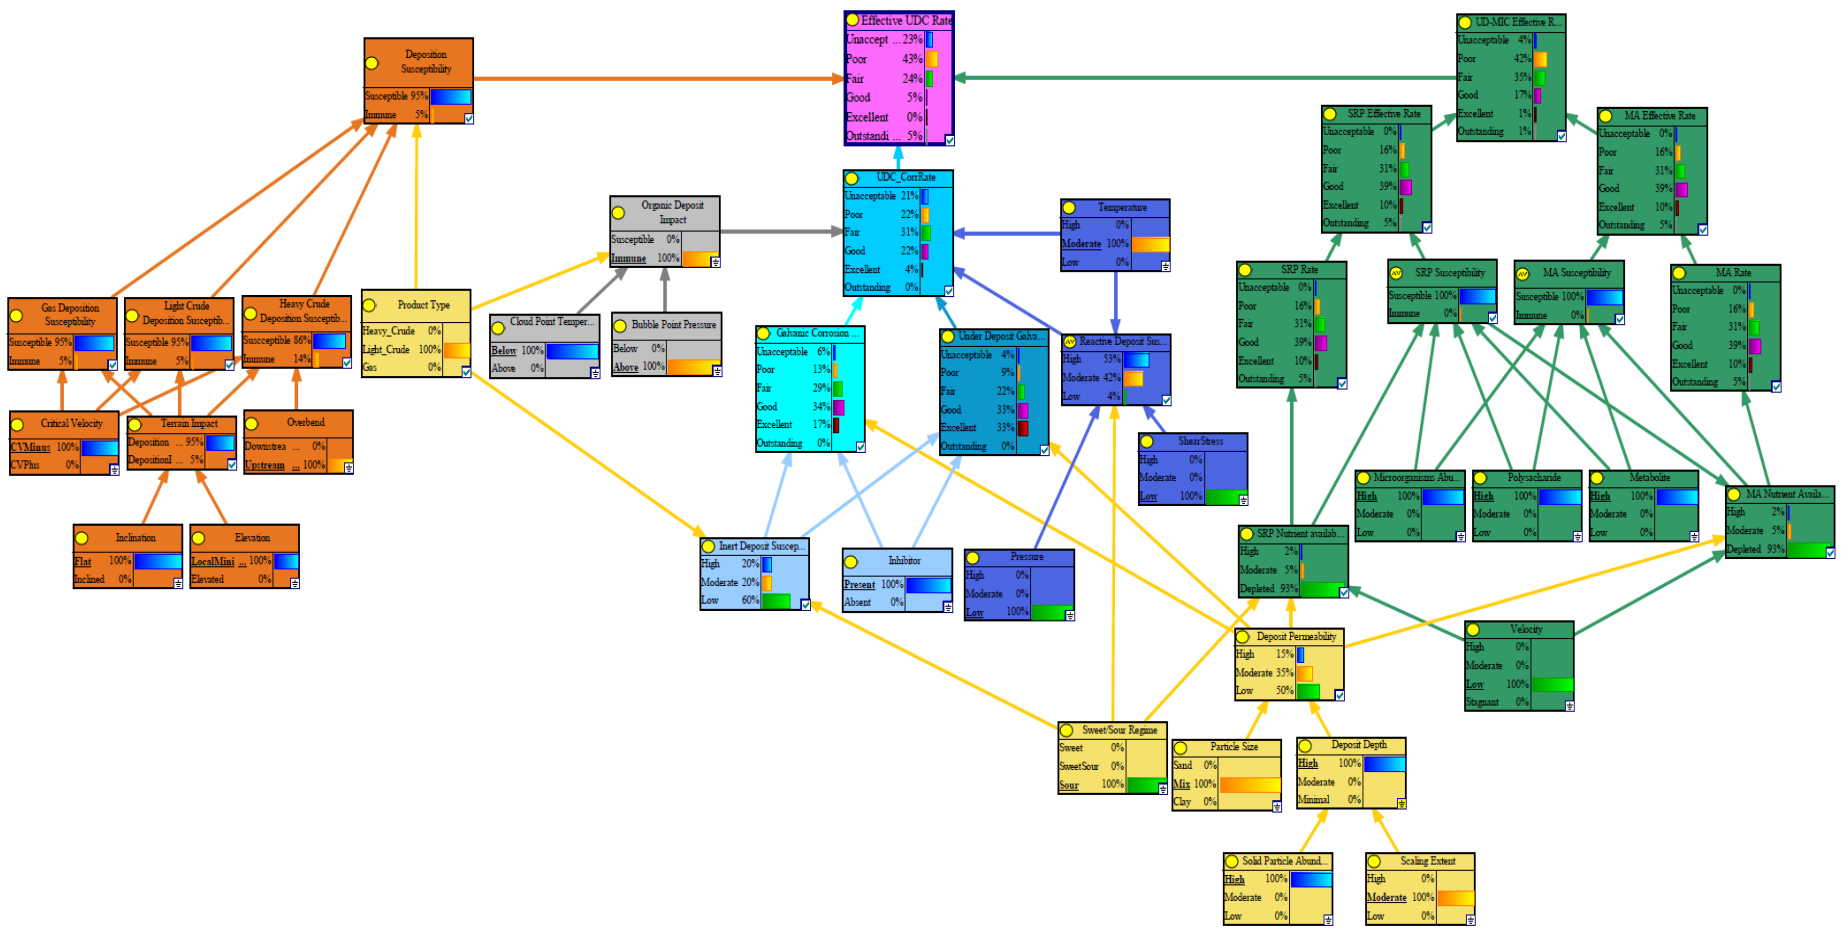 Effective UDC Rate
Unaccept ... 23%
Poor 43%
Fair 24%
Good 5%
Excellent 0%
Outstandi ... 5%
UD-MIC Effective R...
Unacceptable 4%
Poor 42%
Fair 35%
Good 17%
Excellent 1%
Outstanding 1%
Deposition
Susceptibility
Susceptible 95%
Immune 5%
SRP Effective Rate
Unacceptable 0%
Poor 16%
Fair 31%
Good 39%
Excellent 10%
Outstanding 5%
MA Effective Rate
Unacceptable 0%
Poor 16%
Fair 31%
Good 39%
Excellent 10%
Outstanding 5%
UDC_CorrRate
Unacceptable 21%
Poor 22%
Fair 31%
Good 22%
Excellent 4%
Outstanding 0%
Organic Deposit
Impact
Susceptible 0%
Immune 100%
Temperature
High 0%
Moderate 100%
Low 0%
SRP Rate
Unacceptable 0%
Poor 16%
Fair 31%
Good 39%
Excellent 10%
Outstanding 5%
SRP Susceptibility
Susceptible 100%
Immune 0%
MA Susceptibility
Susceptible 100%
Immune 0%
MA Rate
Unacceptable 0%
Poor 16%
Fair 31%
Good 39%
Excellent 10%
Outstanding 5%
Gas Deposition
Susceptibility
Susceptible 95%
Immune 5%
Light Crude
Deposition Susceptib...
Susceptible 95%
Immune 5%
Heavy Crude
Deposition Susceptib...
Susceptible 86%
Immune 14%
Product Type
Heavy_Crude 0%
Light_Crude 100%
Gas 0%
Cloud Point Temper...
Below 100%
Above 0%
Bubble Point Pressure
Below 0%
Above 100%
Galvanic Corrosion ...
Unacceptable 6%
Poor 13%
Fair 29%
Good 34%
Excellent 17%
Outstanding 0%
Under Deposit Galva...
Unacceptable 4%
Poor 9%
Fair 22%
Good 33%
Excellent 33%
Outstanding 0%
Reactive Deposit Sus...
High 53%
Moderate 42%
Low 4%
Critical Velocity
CVMinus 100%
CVPlus 0%
Terrain Impact
Deposition ... 95%
DepositionI ... 5%
Overbend
Downstrea ... 0%
Upstream ... 100%
ShearStress
High 0%
Moderate 0%
Low 100%
Microorganisms Abu...
High 100%
Moderate 0%
Low 0%
Polysacharide
High 100%
Moderate 0%
Low 0%
Metabolite
High 100%
Moderate 0%
Low 0%
MA Nutrient Availa...
High 2%
Moderate 5%
Depleted 93%
Inclination
Flat 100%
Inclined 0%
Elevation
LocalMini ... 100%
Elevated 0%
Inert Deposit Suscep...
High 20%
Moderate 20%
Low 60%
Inhibitor
Present 100%
Absent 0%
Pressure
High 0%
Moderate 0%
Low 100%
SRP Nutrient availab...
High 2%
Moderate 5%
Depleted 93%
Deposit Permeability
High 15%
Moderate 35%
Low 50%
Velocity
High 0%
Moderate 0%
Low 100%
Stagnant 0%
Sweet/Sour Regime
Sweet 0%
SweetSour 0%
Sour 100%
Particle Size
Sand 0%
Mix 100%
Clay 0%
Deposit Depth
High 100%
Moderate 0%
Minimal 0%
Solid Particle Abund...
High 100%
Moderate 0%
Low 0%
Scaling Extent
High 0%
Moderate 100%
Low 0%